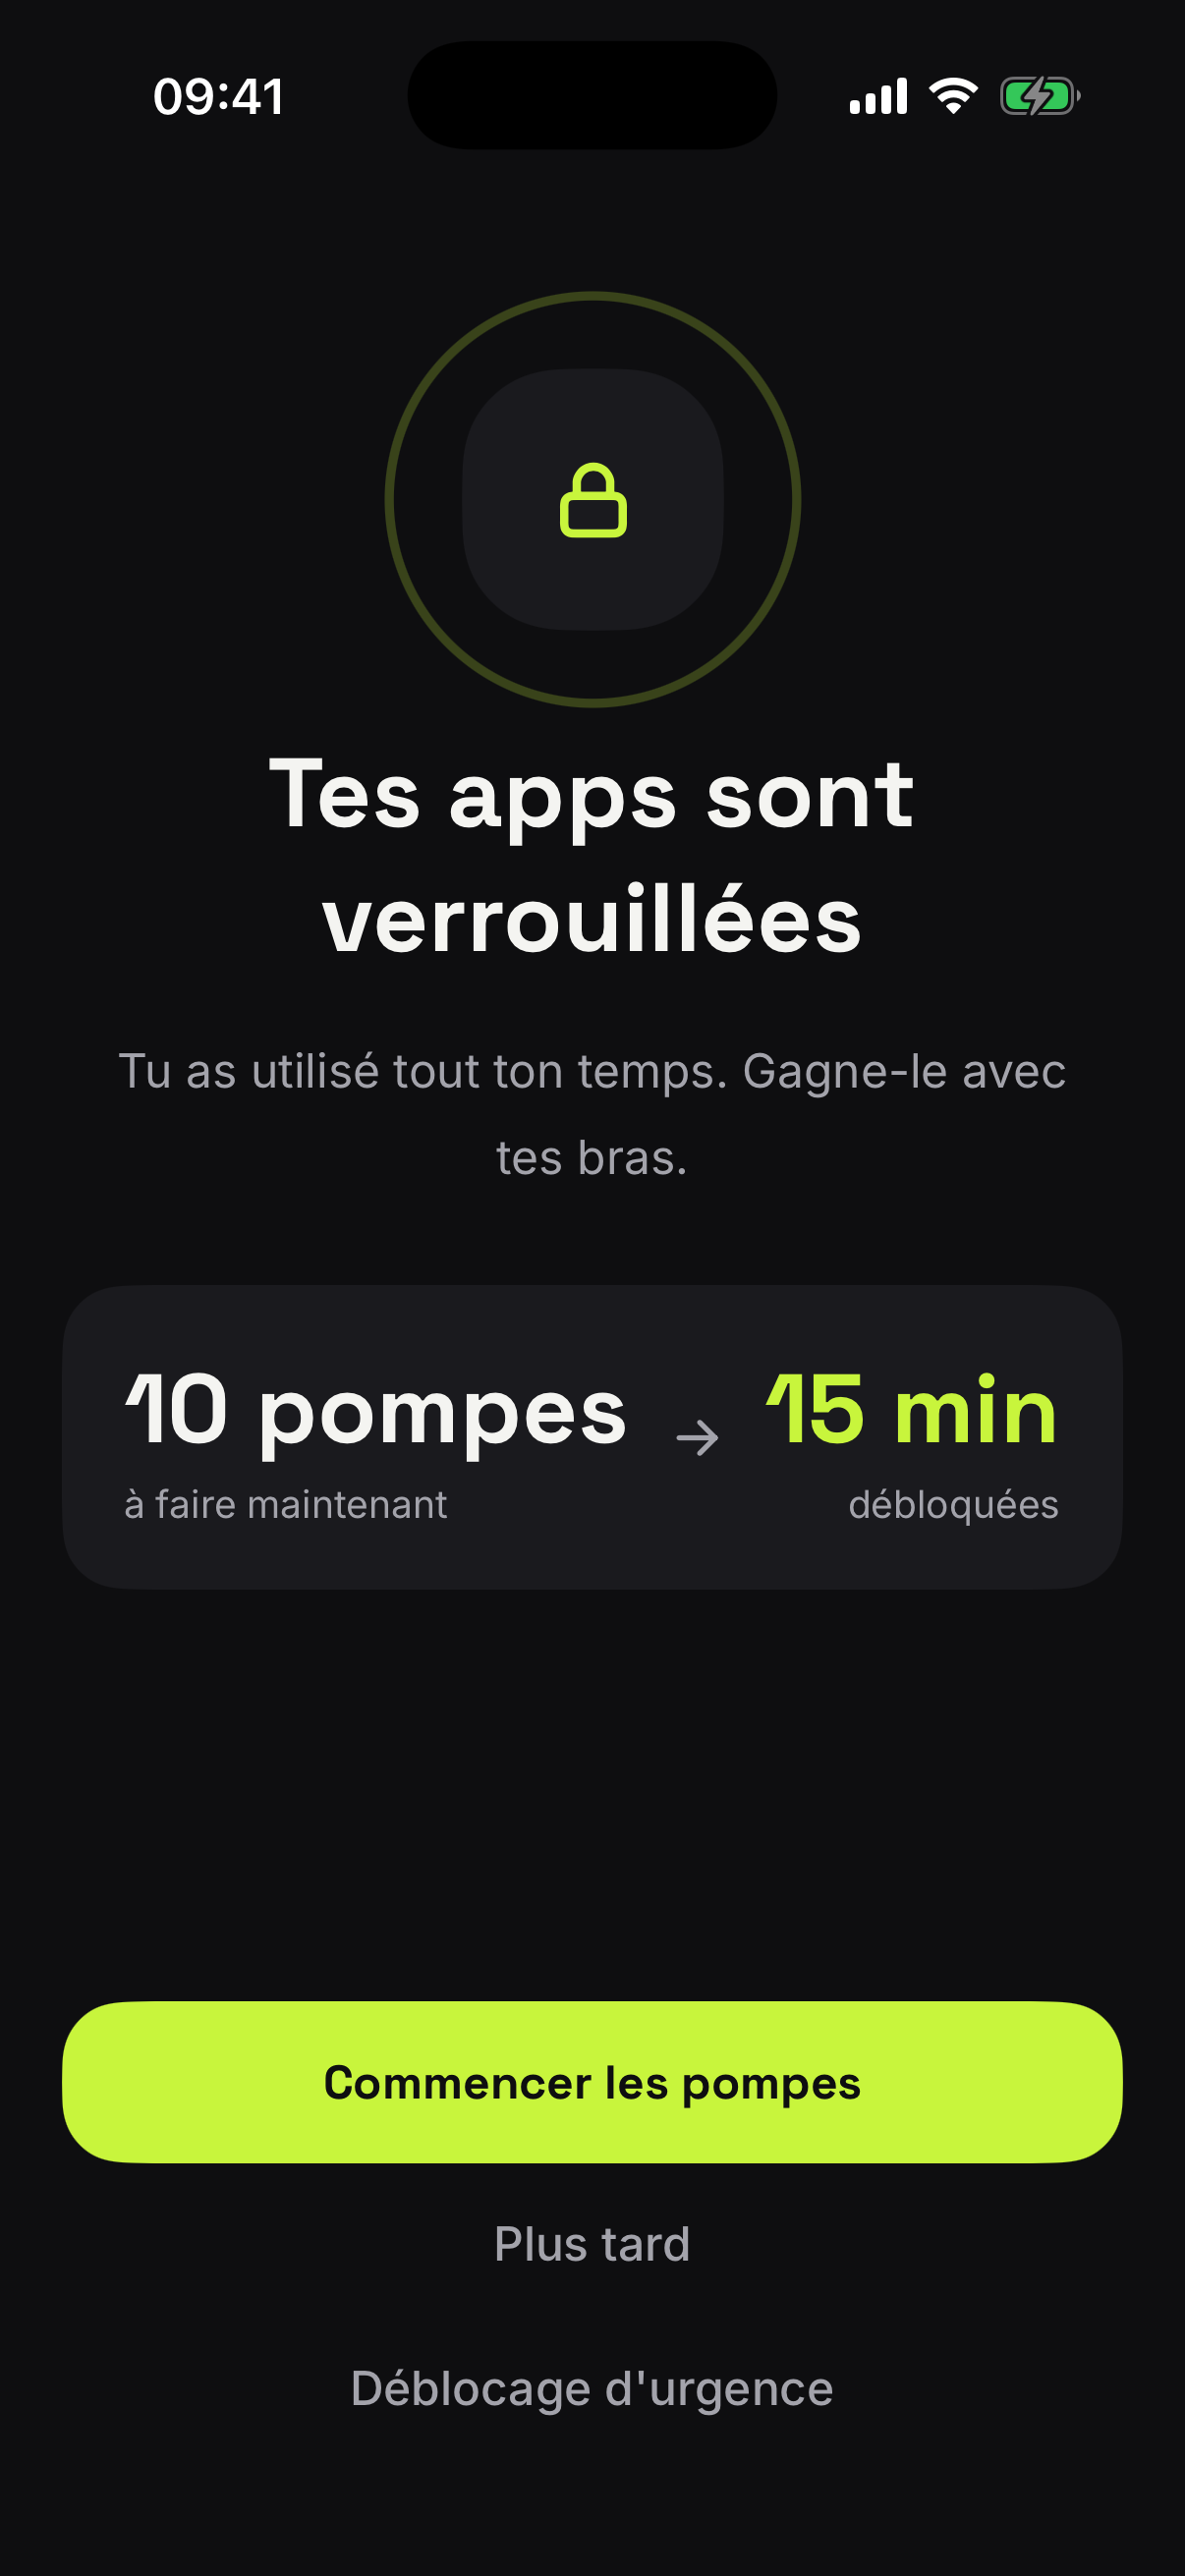 09:41
Tes apps sont
verrouillées
Tu as utilisé tout ton temps. Gagne-le avec
tes bras.
10 pompes → 15 min
à faire maintenant débloquées
Commencer les pompes
Plus tard
Déblocage d'urgence